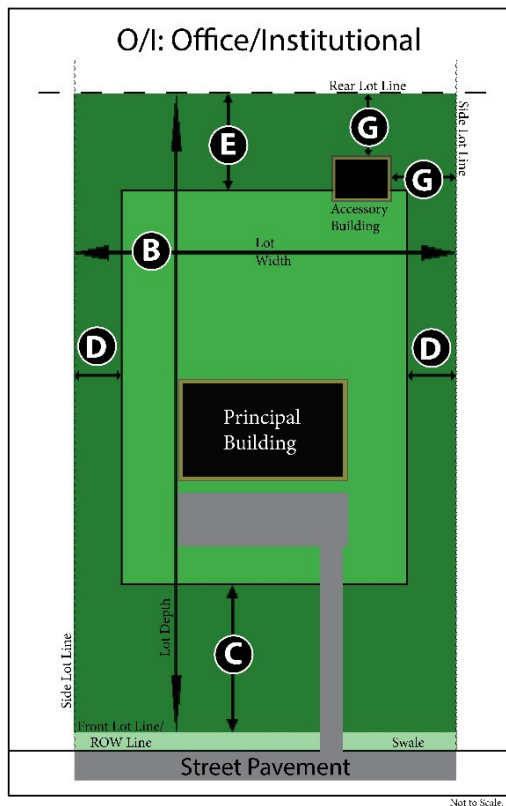 O/I: Office/Institutional
Rear Lot Line
Side Lot Line
E
G
G
Accessory
Building
B
Lot
Width
D
D
Principal
Building
Lot Depth
C
Side Lot Line
Front Lot Line/
ROW Line
Swale
Street Pavement
Not to Scale.